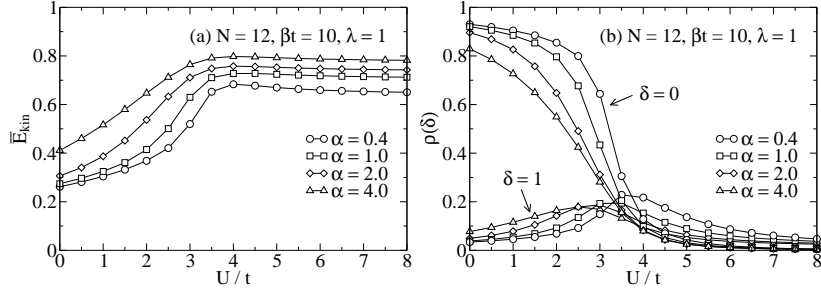 (a) N = 12, βt = 10, λ = 1
1
0.8
0.6
0.4
0.2
0
E̅kin
α = 0.4
α = 1.0
α = 2.0
α = 4.0
0 1 2 3 4 5 6 7 8
U / t
(b) N = 12, βt = 10, λ = 1
1
0.8
0.6
0.4
0.2
0
ρ(δ)
δ = 0
δ = 1
α = 0.4
α = 1.0
α = 2.0
α = 4.0
0 1 2 3 4 5 6 7 8
U / t